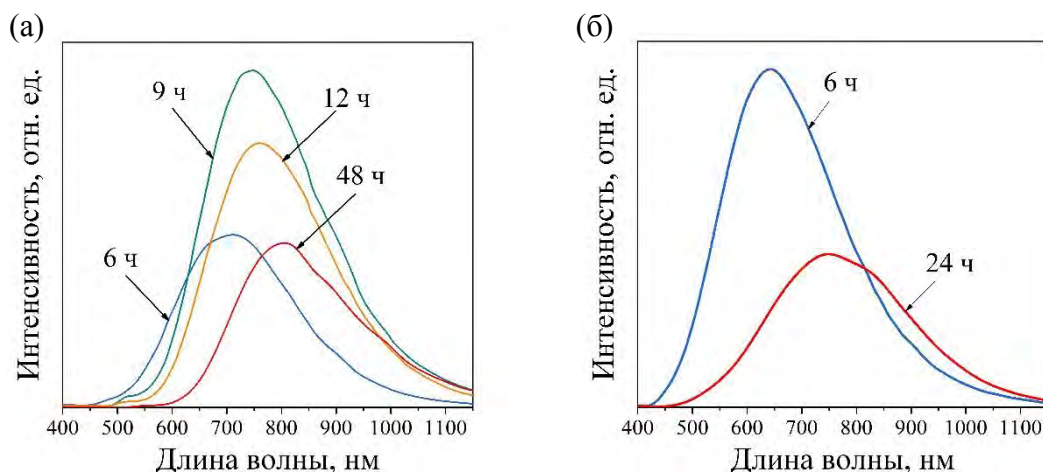 (а)
Интенсивность, отн. ед.
9 ч
12 ч
48 ч
6 ч
400 500 600 700 800 900 1000 1100
Длина волны, нм
(б)
Интенсивность, отн. ед.
6 ч
24 ч
400 500 600 700 800 900 1000 1100
Длина волны, нм